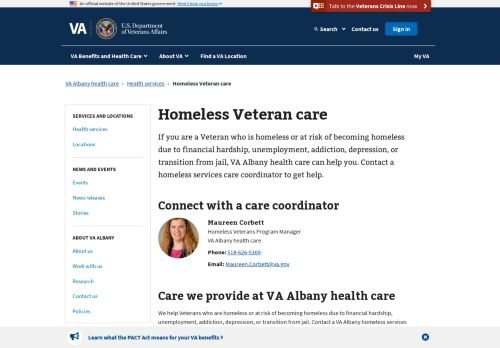 An official website of the United States government. Here's how you know
Talk to the Veterans Crisis Line now
VA
U.S. Department
of Veterans Affairs
Search
Contact us
Sign in
VA Benefits and Health Care
About VA
Find a VA Location
My VA
VA Albany health care › Health services › Homeless Veteran care
SERVICES AND LOCATIONS
Health services
Locations
NEWS AND EVENTS
Events
News releases
Stories
ABOUT VA ALBANY
About us
Work with us
Research
Contact us
Policies
Homeless Veteran care
If you are a Veteran who is homeless or at risk of becoming homeless
due to financial hardship, unemployment, addiction, depression, or
transition from jail, VA Albany health care can help you. Contact a
homeless services care coordinator to get help.
Connect with a care coordinator
Maureen Corbett
Homeless Veterans Program Manager
VA Albany health care
Phone: 518-626-5169
Email: Maureen.Corbett@va.gov
Care we provide at VA Albany health care
We help Veterans who are homeless or at risk of becoming homeless due to financial hardship,
unemployment, addiction, depression, or transition from jail. Contact a VA Albany homeless services
Learn what the PACT Act means for your VA benefits